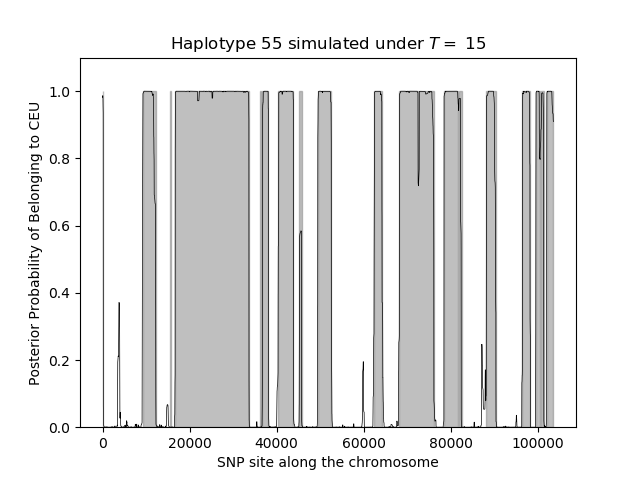 Haplotype 55 simulated under T = 15
Posterior Probability of Belonging to CEU
1.0
0.8
0.6
0.4
0.2
0.0
0 20000 40000 60000 80000 100000
SNP site along the chromosome